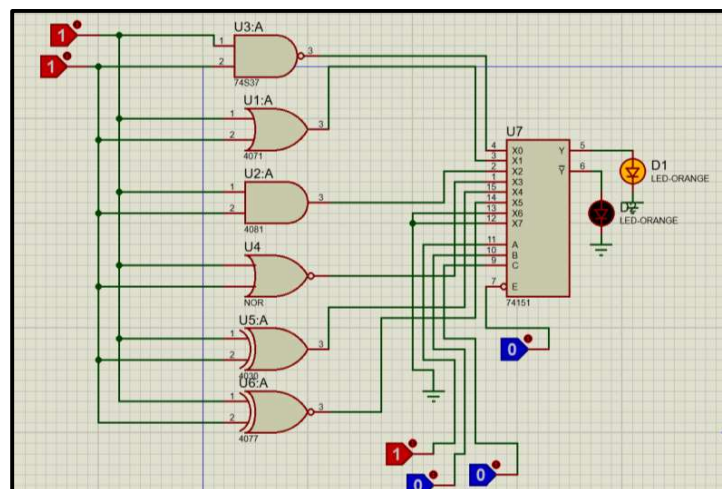 1
1
U3:A
1
2
3
74S37
U1:A
1
2
3
4071
U2:A
1
2
3
4081
U4
NOR
U5:A
1
2
3
4030
U6:A
1
2
3
4077
U7
4 X0 Y 5
3 X1
2 X2 Y 6
1 X3
15 X4
14 X5
13 X6
12 X7
11 A
10 B
9 C
7 E
74151
D1
LED-ORANGE
LED-ORANGE
0
1
0
0